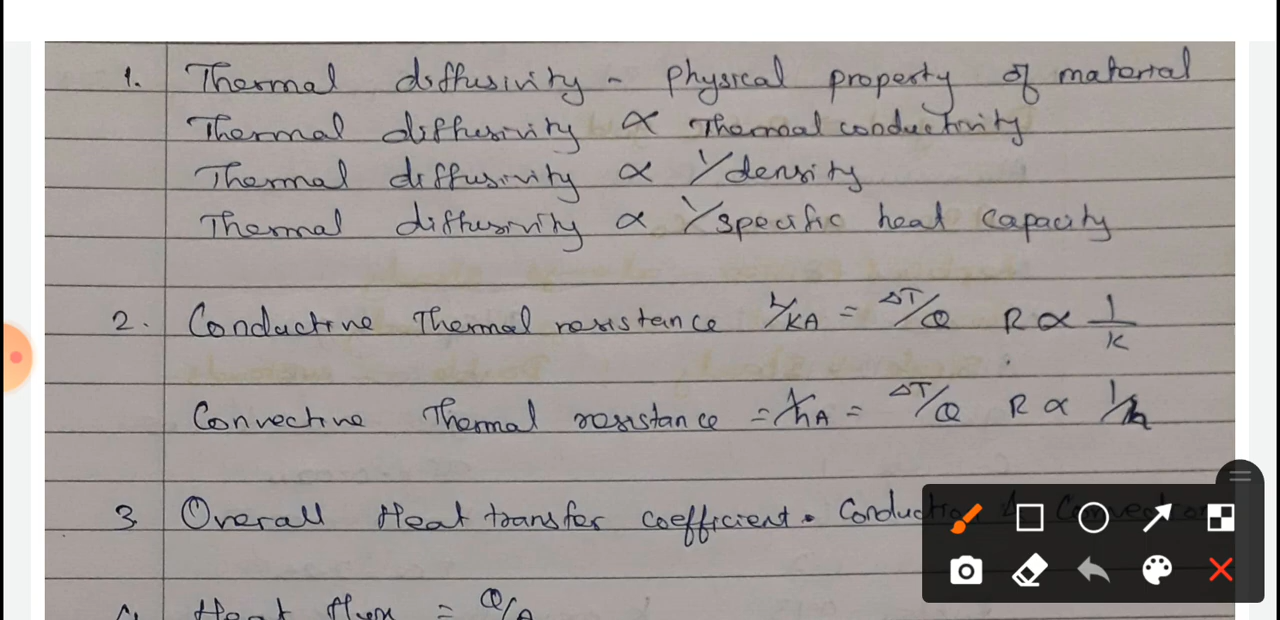 1. Thermal diffusivity - physical property of material
Thermal diffusivity ∝ Thermal conductivity
Thermal diffusivity ∝ 1/density
Thermal diffusivity ∝ 1/specific heat capacity
2. Conductive Thermal resistance L/KA = ΔT/Q R ∝ 1/K
Convective Thermal resistance = 1/hA = ΔT/Q R ∝ 1/h
3 Overall Heat transfer coefficient. Conduction & Convection
Heat flux = Q/A